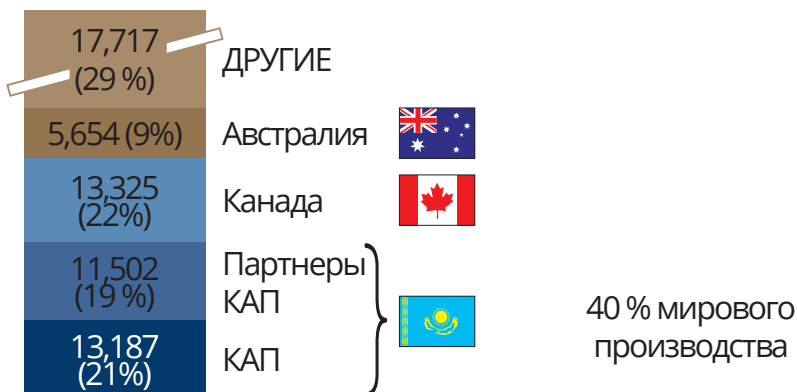 17,717
(29 %)
ДРУГИЕ
5,654 (9%)
Австралия
13,325
(22%)
Канада
11,502
(19 %)
Партнеры
КАП
13,187
(21%)
КАП
40 % мирового
производства